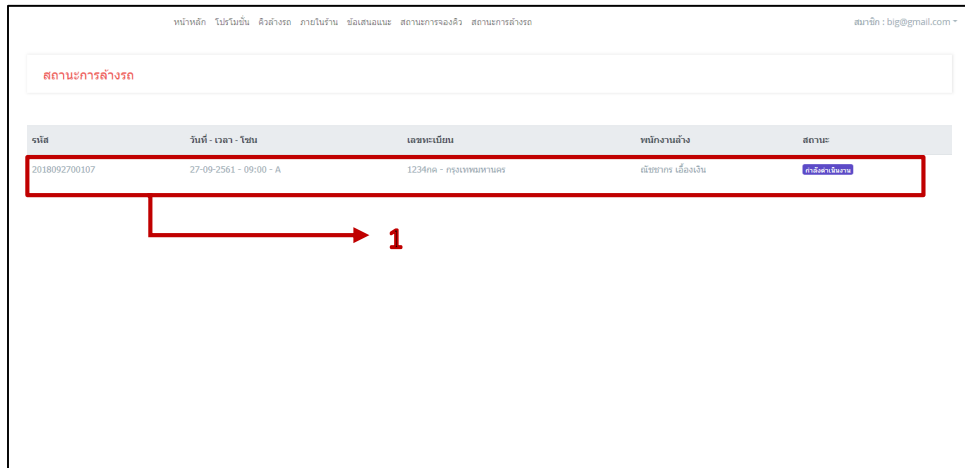 หน้าหลัก โปรโมชั่น คิวล้างรถ ภายในร้าน ข้อเสนอแนะ สถานะการจองคิว สถานะการล้างรถ สมาชิก : big@gmail.com
สถานะการล้างรถ
รหัส วันที่ - เวลา - โซน เลขทะเบียน พนักงานล้าง สถานะ
2018092700107 27-09-2561 - 09:00 - A 1234กค - กรุงเทพมหานคร ณัชชากร เอื้องเงิน กำลังดำเนินงาน
1